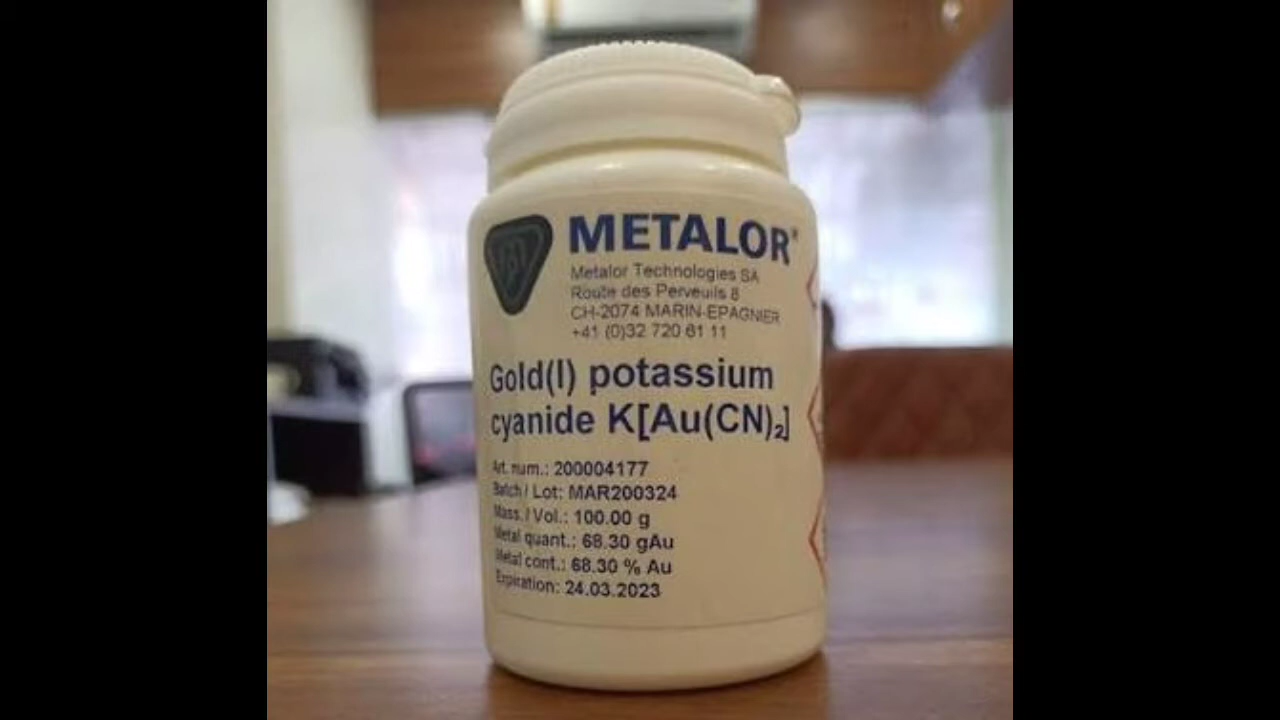 METALOR®
Metalor Technologies SA
Route des Perveuils 8
CH-2074 MARIN-EPAGNIER
+41 (0)32 720 61 11
Gold(I) potassium
cyanide K[Au(CN)₂]
Art. num.: 200004177
Batch / Lot: MAR200324
Mass. / Vol.: 100.00 g
Metal quant.: 68.30 gAu
Metal cont.: 68.30 % Au
Expiration: 24.03.2023